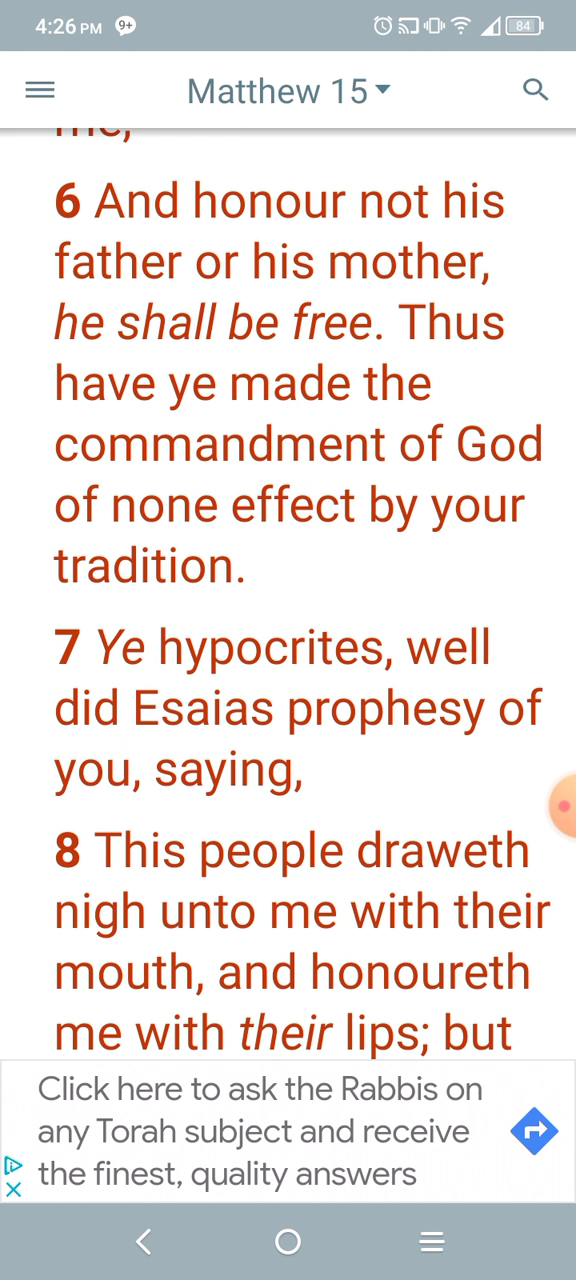 4:26 PM 9+ 84
Matthew 15
me,
6 And honour not his
father or his mother,
he shall be free. Thus
have ye made the
commandment of God
of none effect by your
tradition.
7 Ye hypocrites, well
did Esaias prophesy of
you, saying,
8 This people draweth
nigh unto me with their
mouth, and honoureth
me with their lips; but
Click here to ask the Rabbis on
any Torah subject and receive
the finest, quality answers